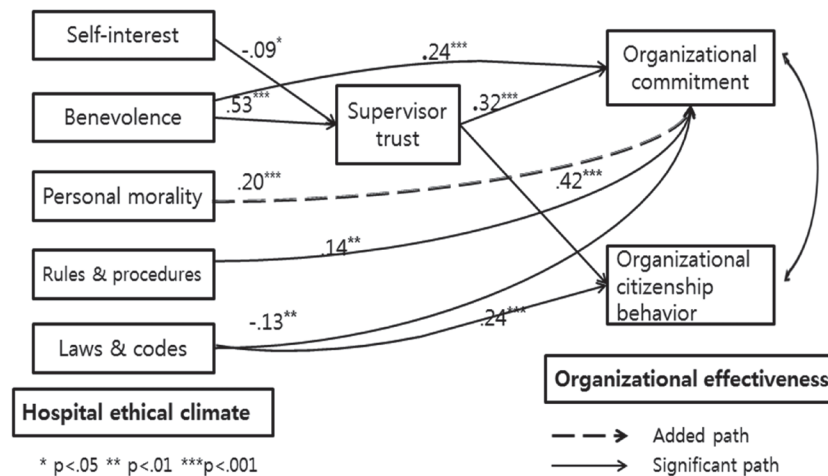 Self-interest
-.09*
.24***
Organizational
commitment
Benevolence
.53***
Supervisor
trust
.32***
Personal morality
.20***
.42***
Rules & procedures
.14**
Organizational
citizenship
behavior
Laws & codes
-.13**
.24***
Hospital ethical climate
Organizational effectiveness
Added path
* p<.05 ** p<.01 ***p<.001
Significant path